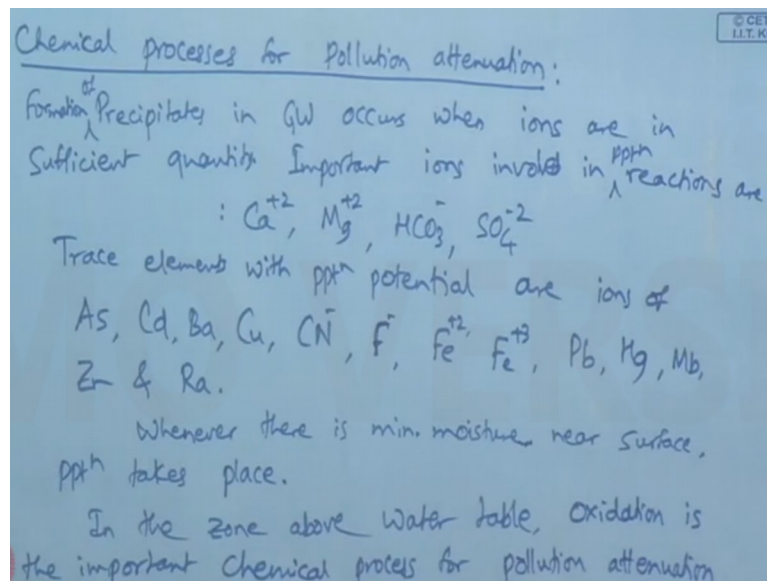 © CET
I.I.T. K
Chemical processes for Pollution attenuation:
Formation of Precipitates in GW occurs when ions are in
Sufficient quantity. Important ions involved in pptn reactions are
: Ca+2, Mg+2, HCO3-, SO4-2
Trace elements with pptn potential are ions of
As, Cd, Ba, Cu, CN-, F-, Fe+2, Fe+3, Pb, Hg, Mb,
Zn & Ra.
Whenever there is min. moisture near surface,
pptn takes place.
In the zone above water table, oxidation is
the important chemical process for pollution attenuation